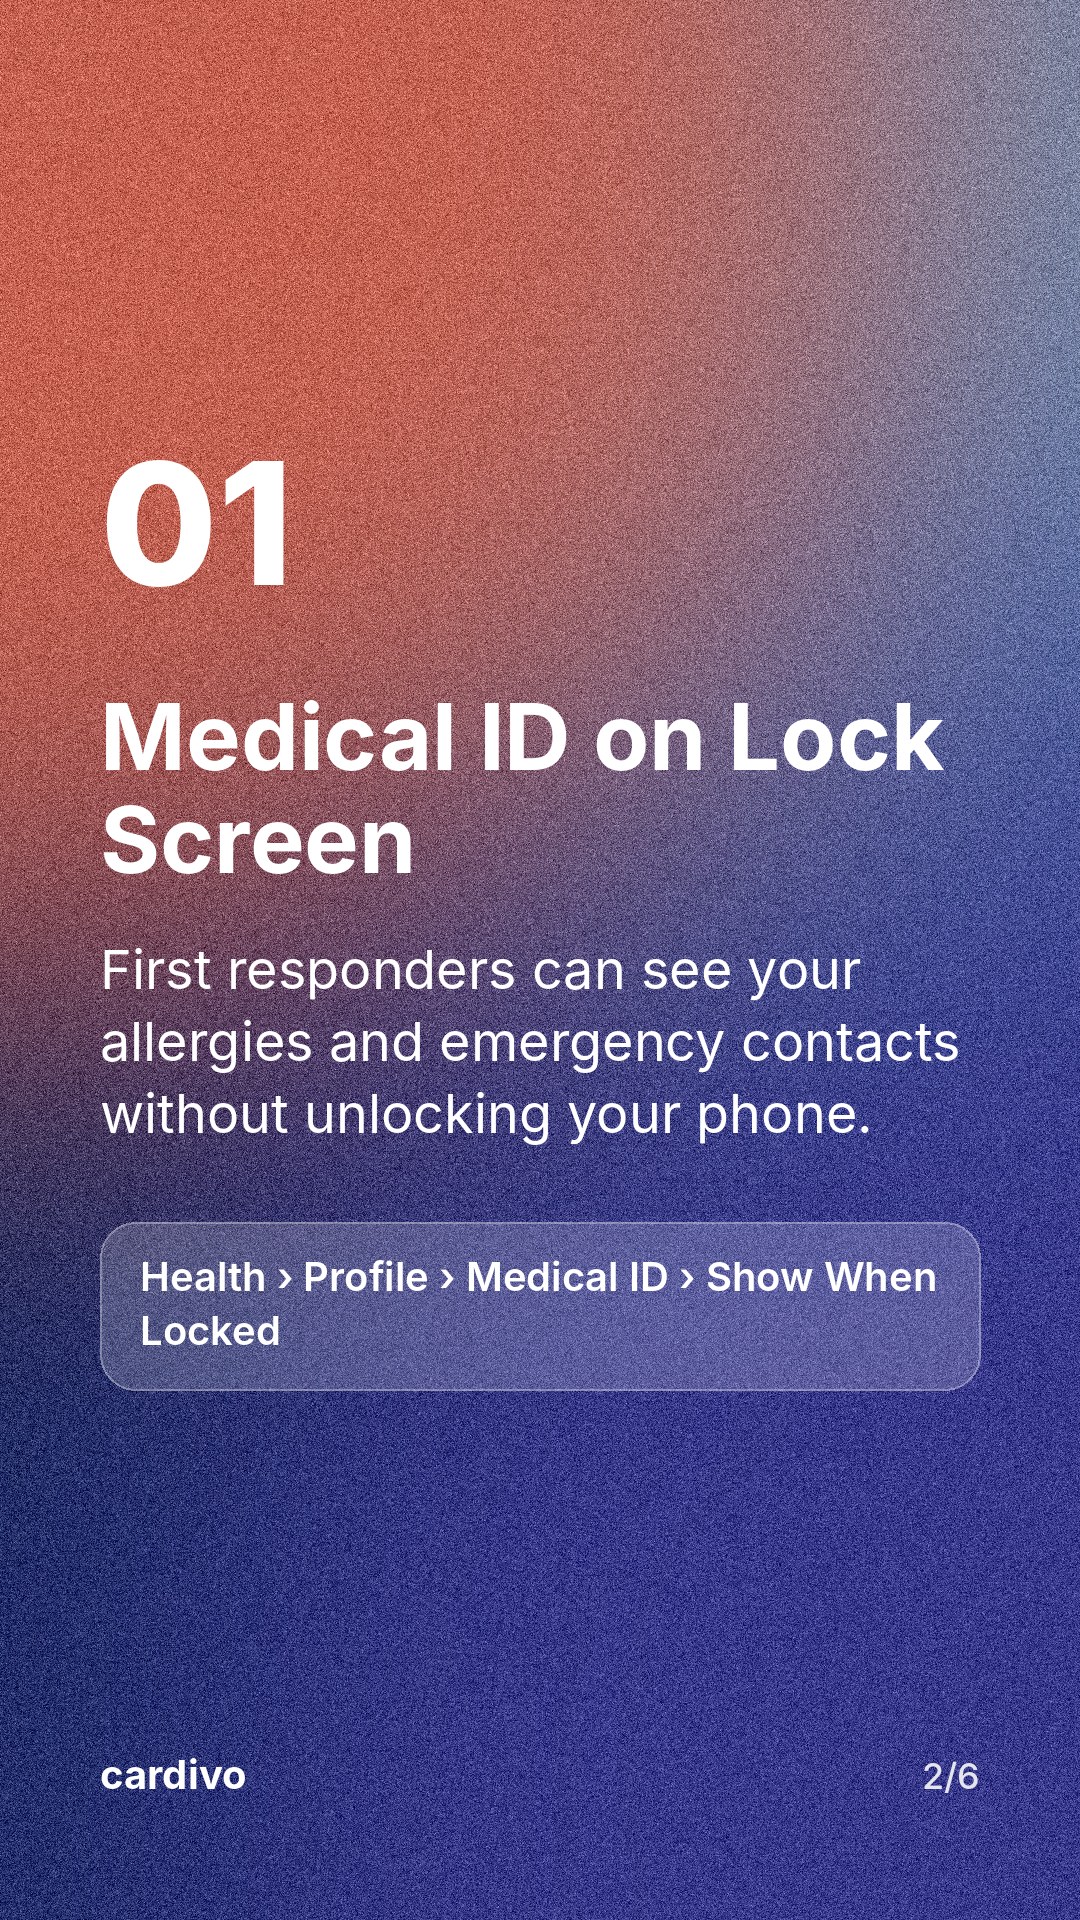 01
Medical ID on Lock
Screen
First responders can see your
allergies and emergency contacts
without unlocking your phone.
Health › Profile › Medical ID › Show When
Locked
cardivo
2/6